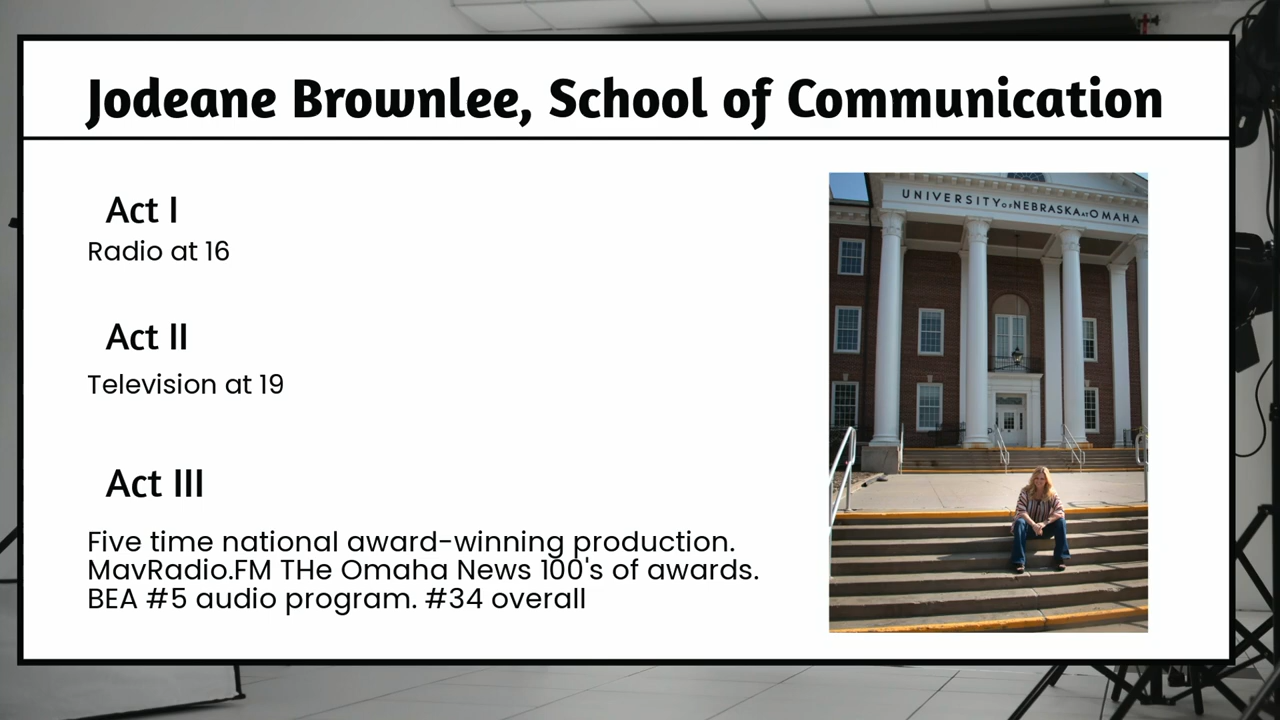 Jodeane Brownlee, School of Communication
Act I
Radio at 16
Act II
Television at 19
Act III
Five time national award-winning production.
MavRadio.FM THe Omaha News 100's of awards.
BEA #5 audio program. #34 overall
UNIVERSITY OF NEBRASKA AT OMAHA